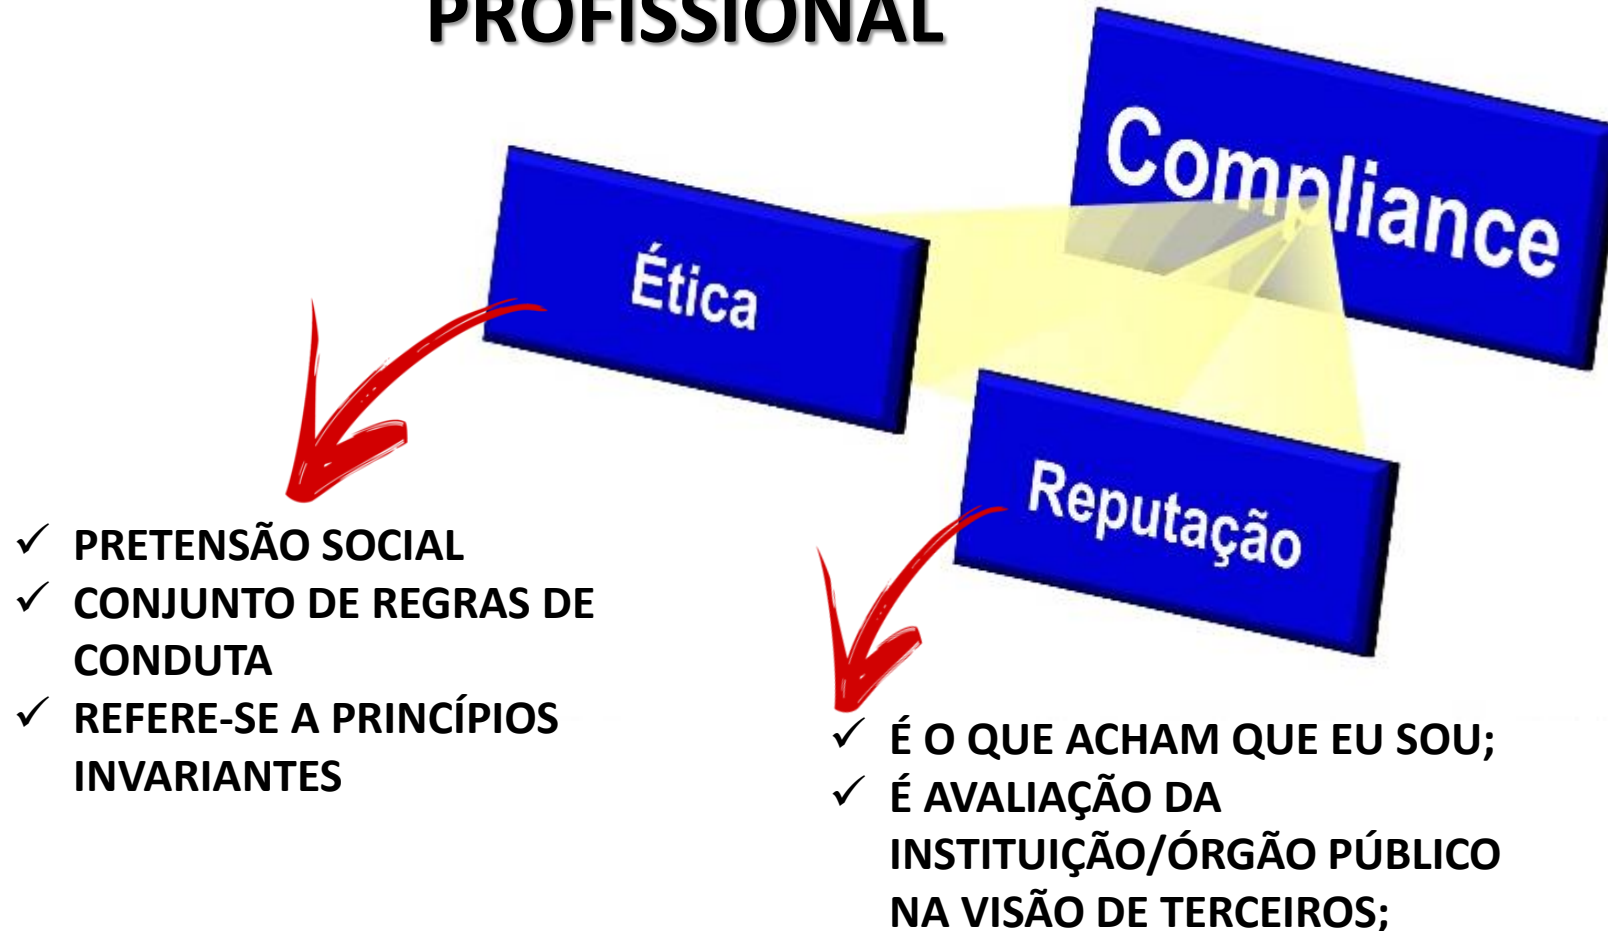 PROFISSIONAL
Compliance
Ética
Reputação
✓ PRETENSÃO SOCIAL
✓ CONJUNTO DE REGRAS DE
CONDUTA
✓ REFERE-SE A PRINCÍPIOS
INVARIANTES
✓ É O QUE ACHAM QUE EU SOU;
✓ É AVALIAÇÃO DA
INSTITUIÇÃO/ÓRGÃO PÚBLICO
NA VISÃO DE TERCEIROS;